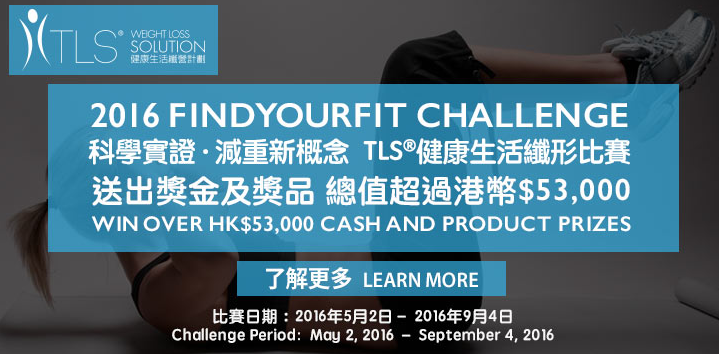 TLS® WEIGHT LOSS
SOLUTION
健康生活纖營計劃
2016 FINDYOURFIT CHALLENGE
科學實證·減重新概念 TLS®健康生活纖形比賽
送出獎金及獎品 總值超過港幣$53,000
WIN OVER HK$53,000 CASH AND PRODUCT PRIZES
了解更多 LEARN MORE
比賽日期：2016年5月2日 – 2016年9月4日
Challenge Period: May 2, 2016 – September 4, 2016